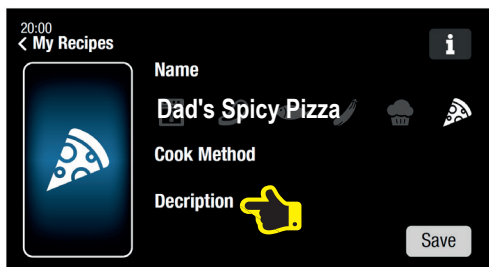 20:00
< My Recipes
i
Name
Dad's Spicy Pizza
Cook Method
Decription
Save